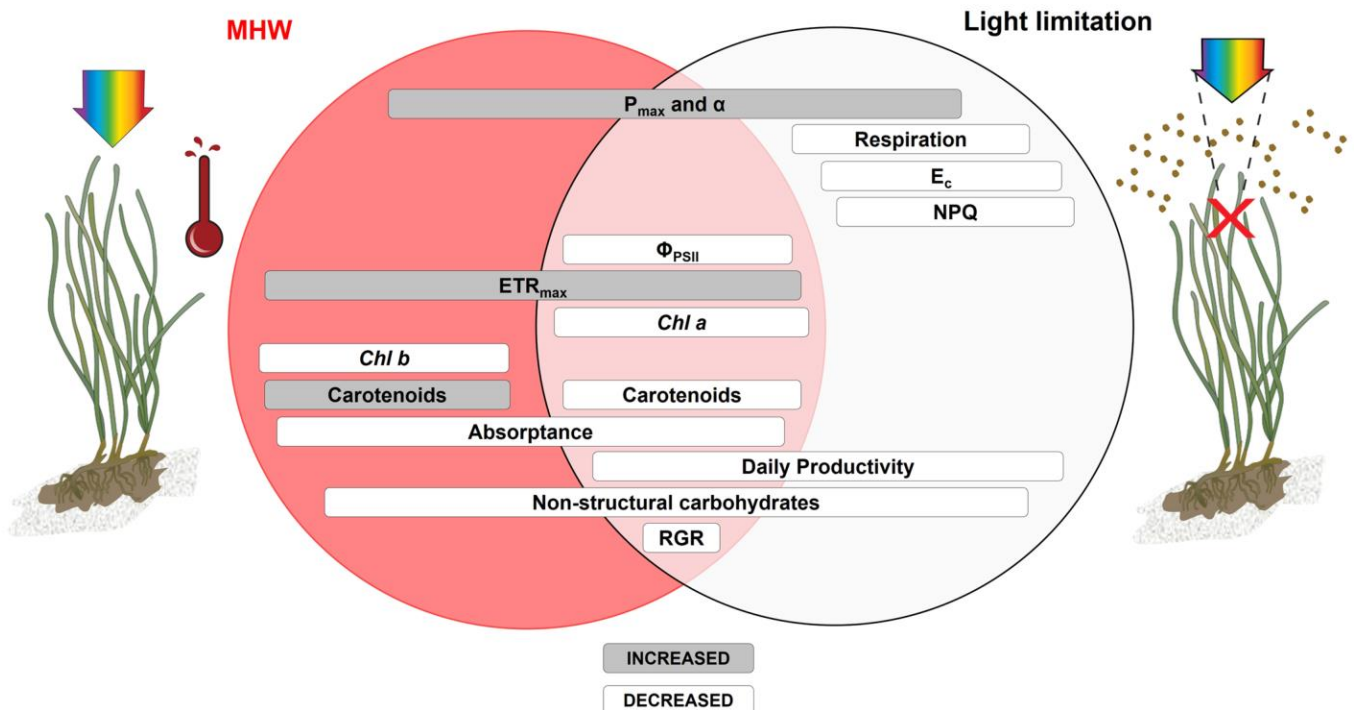 MHW
Light limitation
Pmax and α
Respiration
Ec
NPQ
ΦPSII
ETRmax
Chl a
Chl b
Carotenoids
Carotenoids
Absorptance
Daily Productivity
Non-structural carbohydrates
RGR
INCREASED
DECREASED